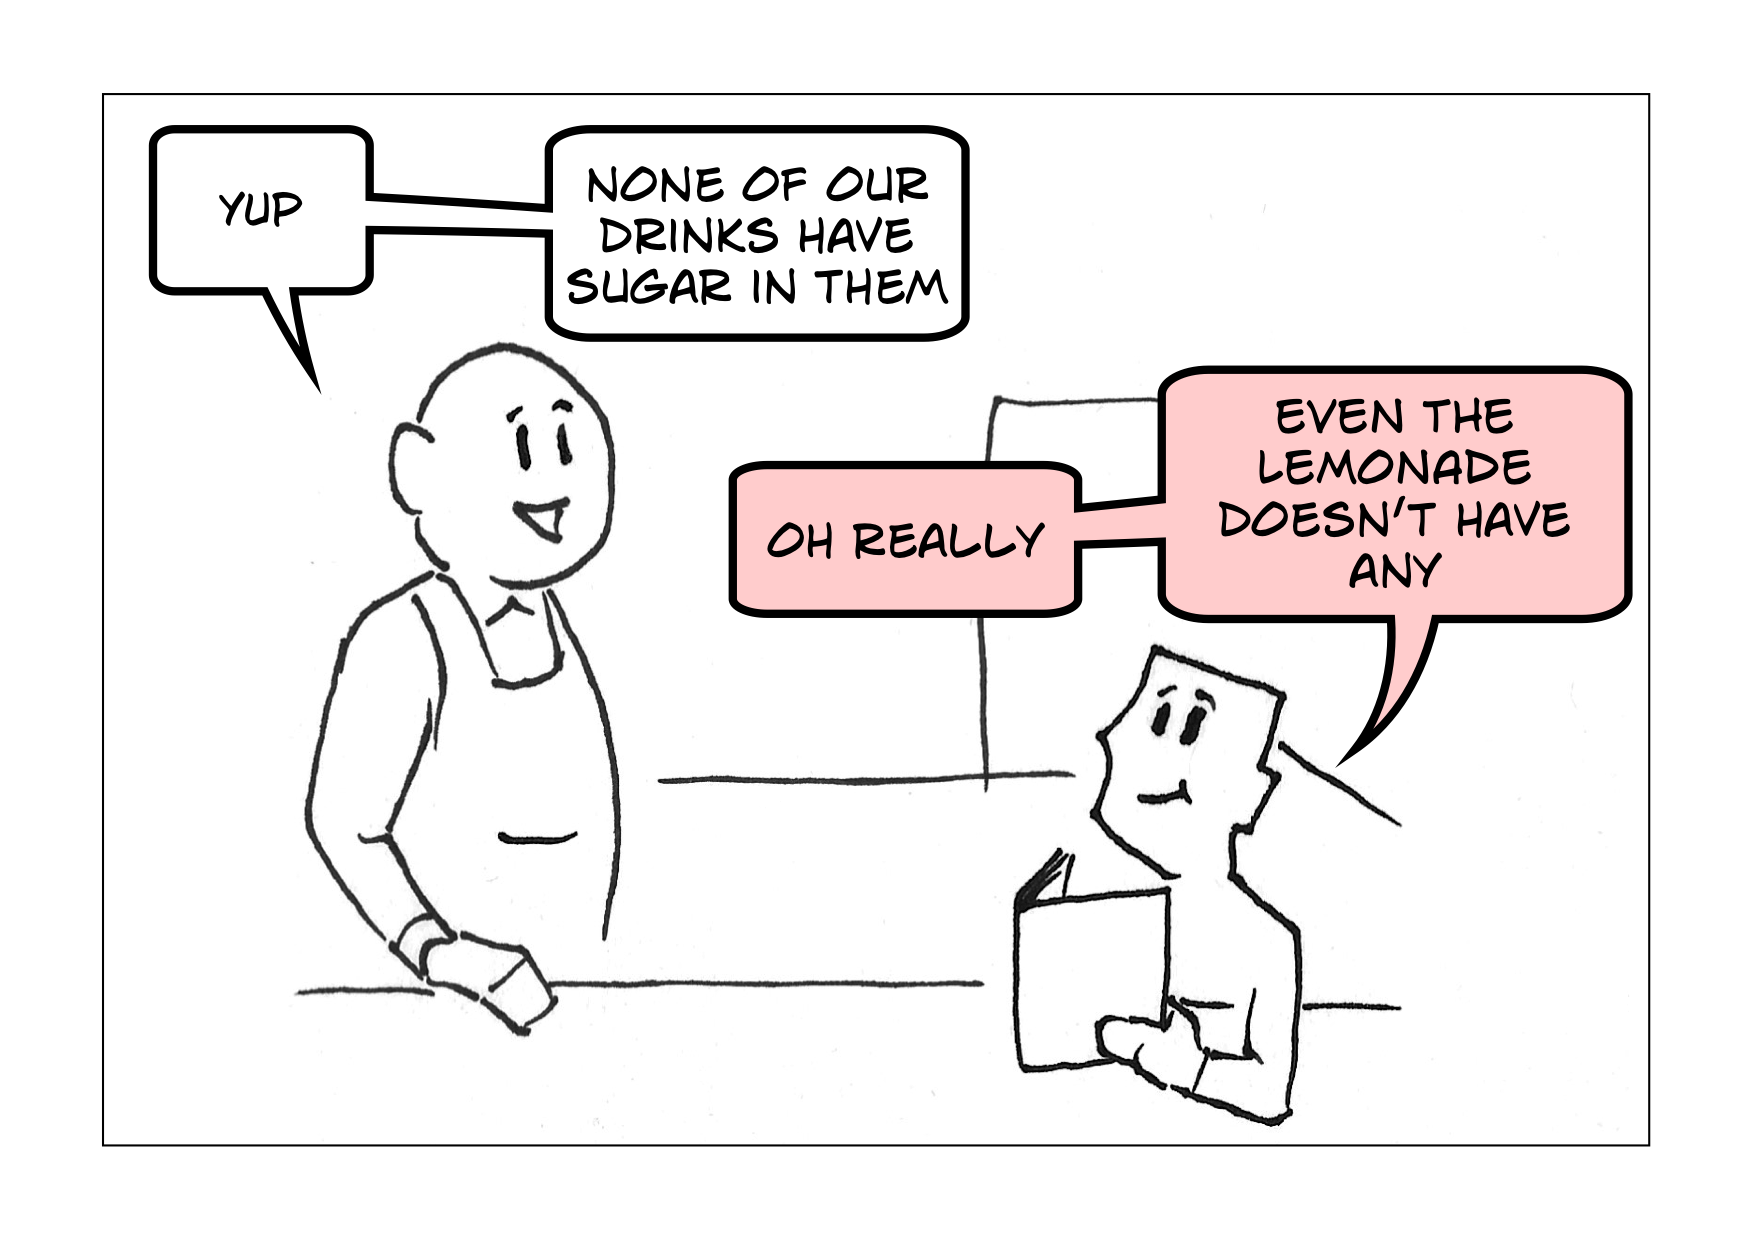 YUP
NONE OF OUR
DRINKS HAVE
SUGAR IN THEM
OH REALLY
EVEN THE
LEMONADE
DOESN'T HAVE
ANY